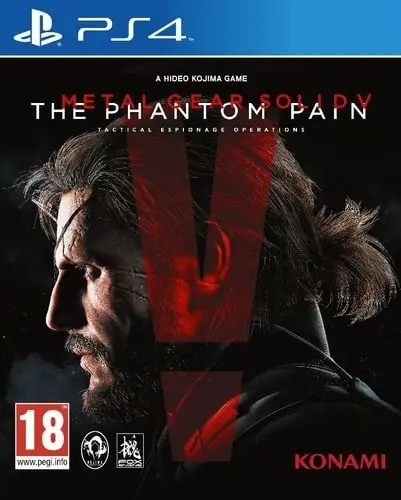 PS4
A HIDEO KOJIMA GAME
METAL GEAR SOLID V
THE PHANTOM PAIN
TACTICAL ESPIONAGE OPERATIONS
V
18
www.pegi.info
KONAMI